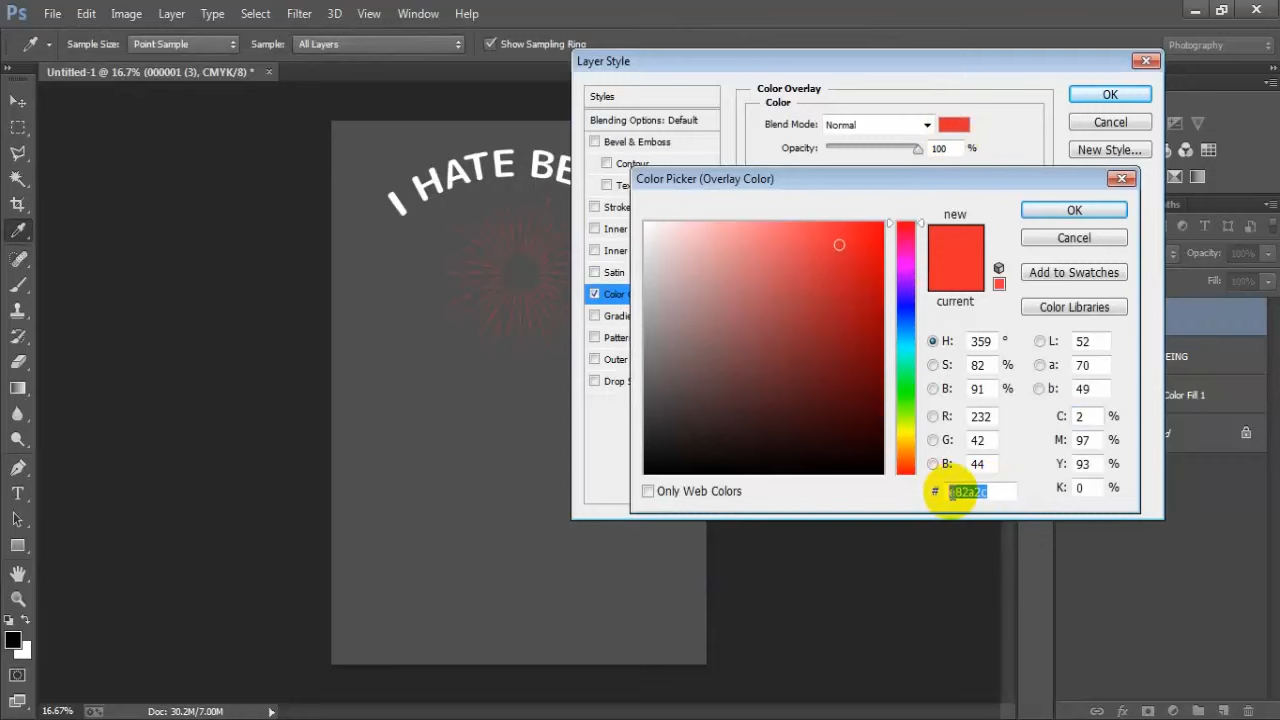 Ps File Edit Image Layer Type Select Filter 3D View Window Help
Sample Size: Point Sample Sample: All Layers Show Sampling Ring Photography
Untitled-1 @ 16.7% (000001 (3), CMYK/8) * ×
Layer Style
Styles
Blending Options: Default
Bevel & Emboss
Contour
Stroke
Inner
Inner
Satin
Color
Outer
Drop
Color Overlay
Color
Blend Mode: Normal
Opacity: 100 %
OK
Cancel
New Style...
I HATE BE
Color Picker (Overlay Color)
new
current
OK
Cancel
Add to Swatches
Color Libraries
H: 359 °
S: 82 %
B: 91 %
R: 232
G: 42
B: 44
# e82a2c
L: 52
a: 70
b: 49
C: 2 %
M: 97 %
Y: 93 %
K: 0 %
Only Web Colors
Opacity: 100%
Fill: 100%
EING
Color Fill 1
16.67% Doc: 30.2M/7.00M